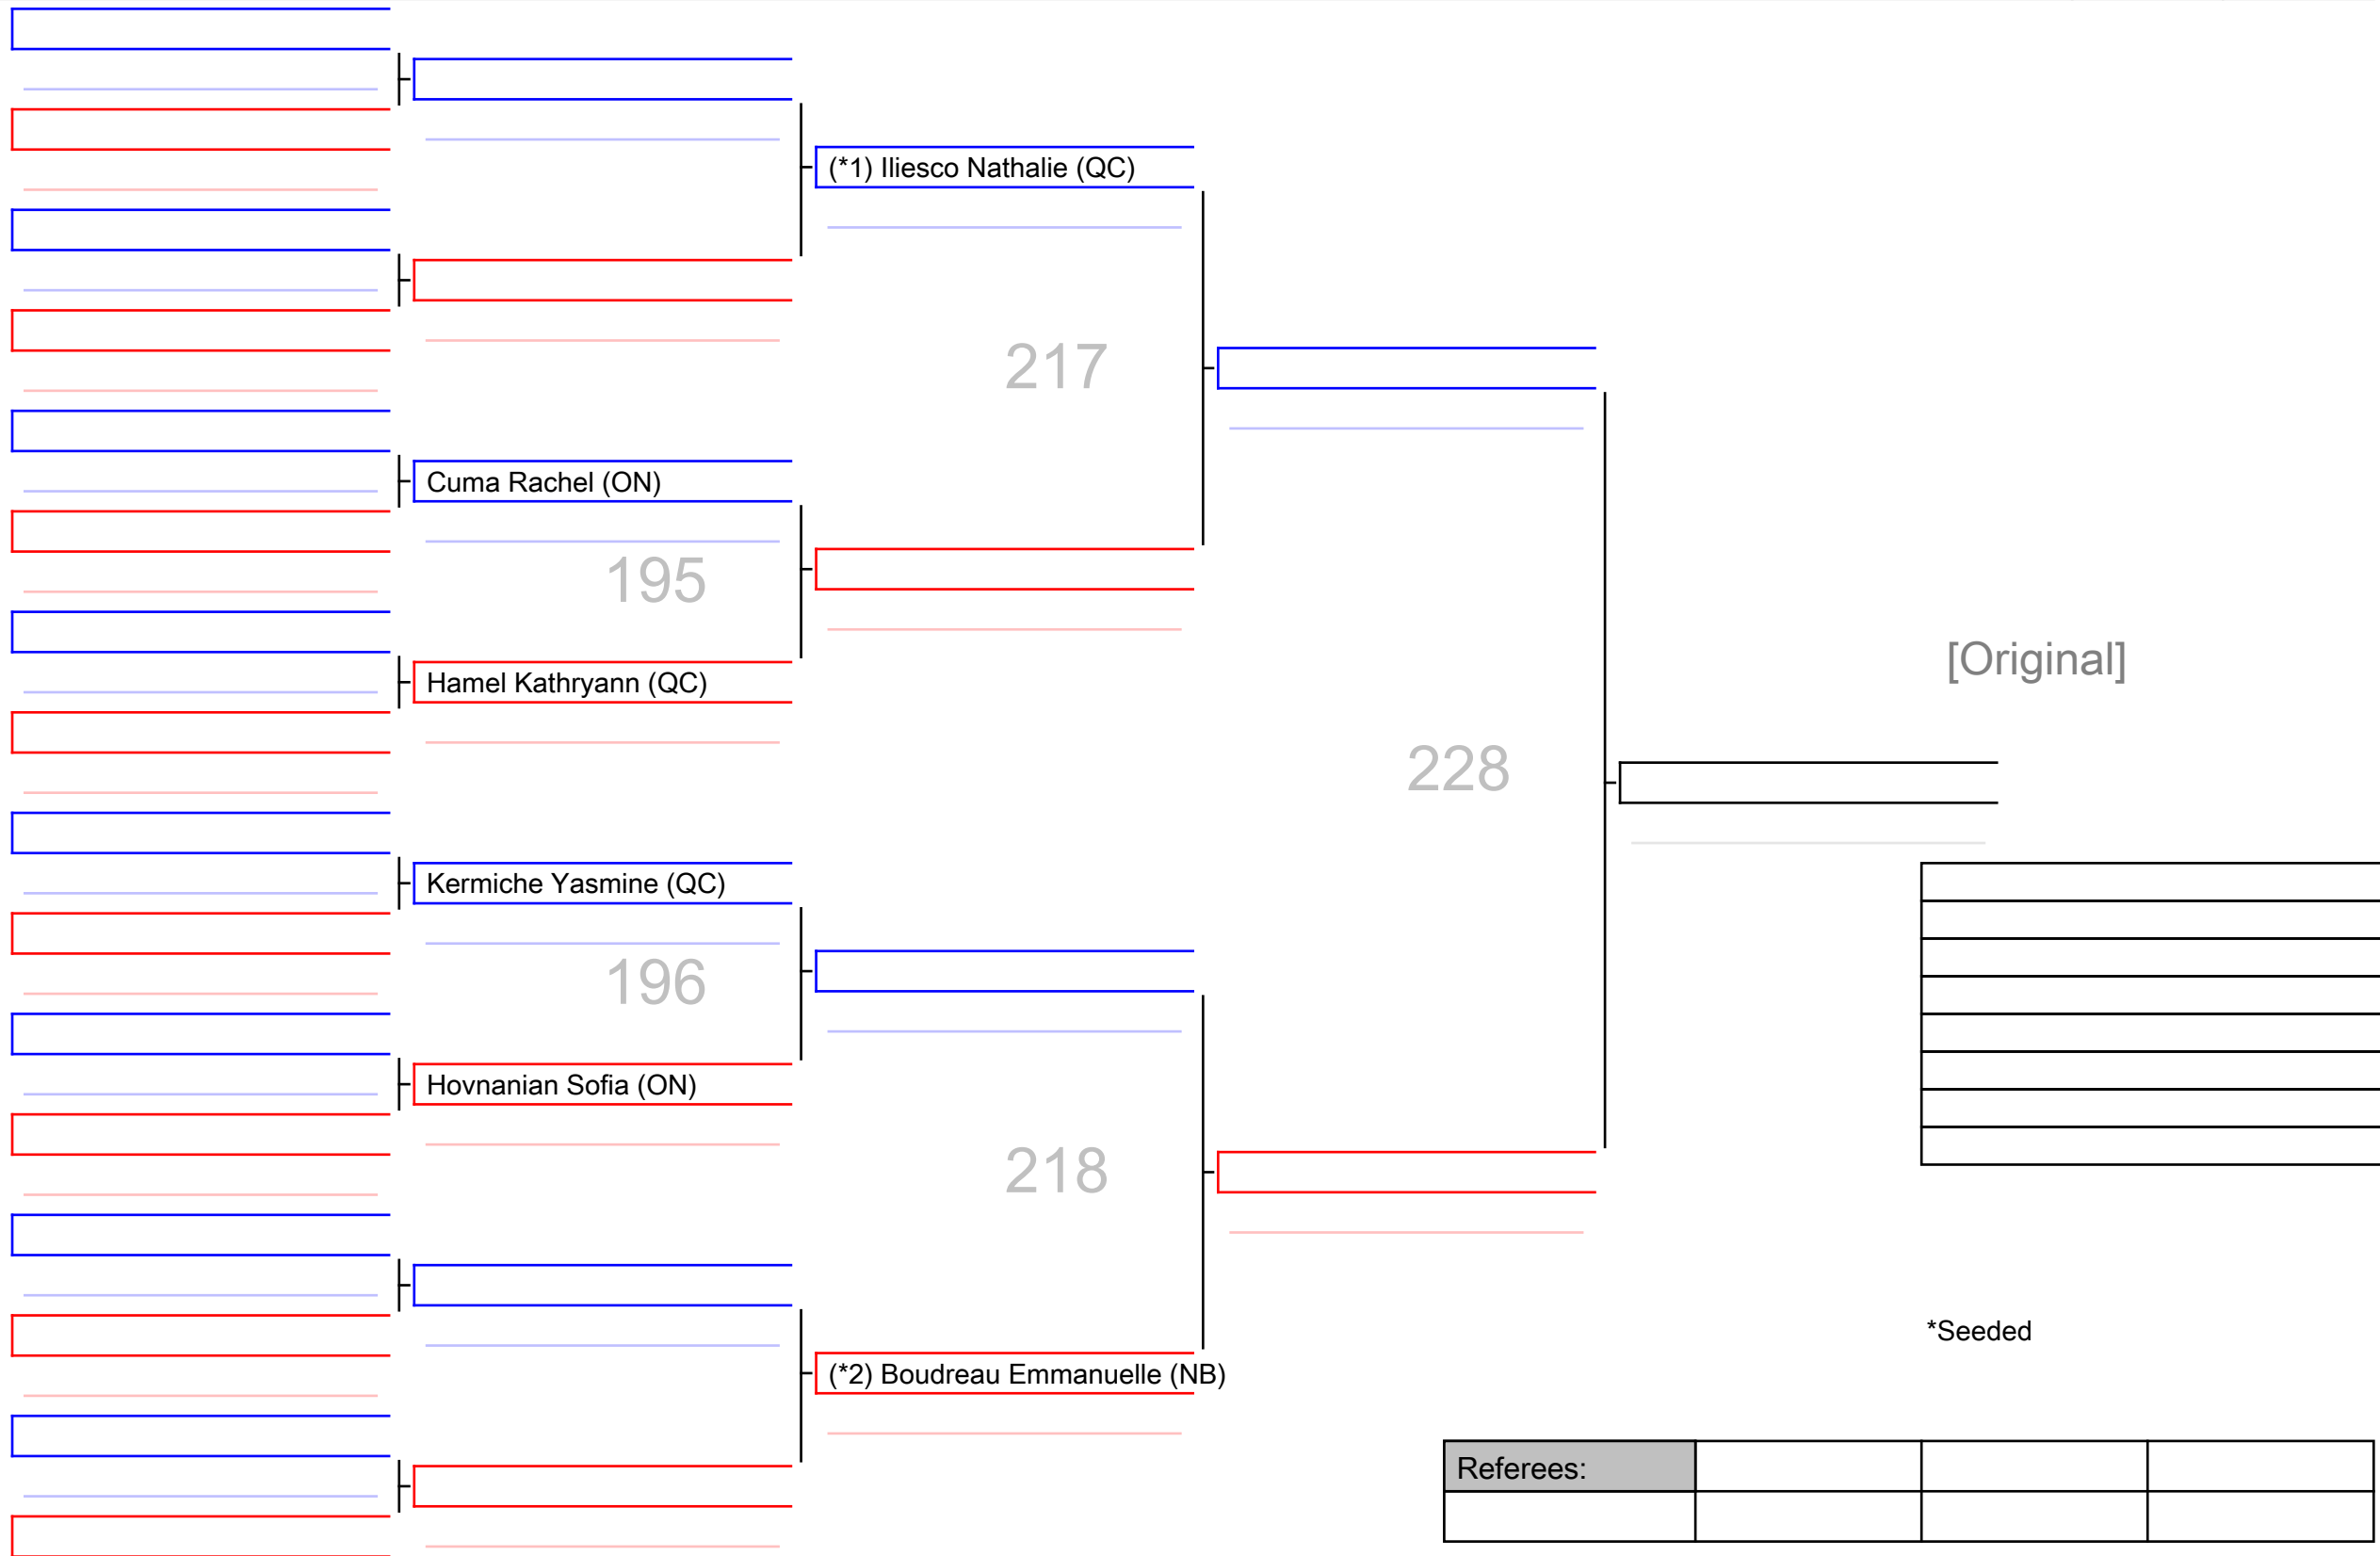 (*1) Iliesco Nathalie (QC)
217
Cuma Rachel (ON)
195
[Original]
Hamel Kathryann (QC)
228
Kermiche Yasmine (QC)
196
Hovnanian Sofia (ON)
218
*Seeded
(*2) Boudreau Emmanuelle (NB)
Referees: